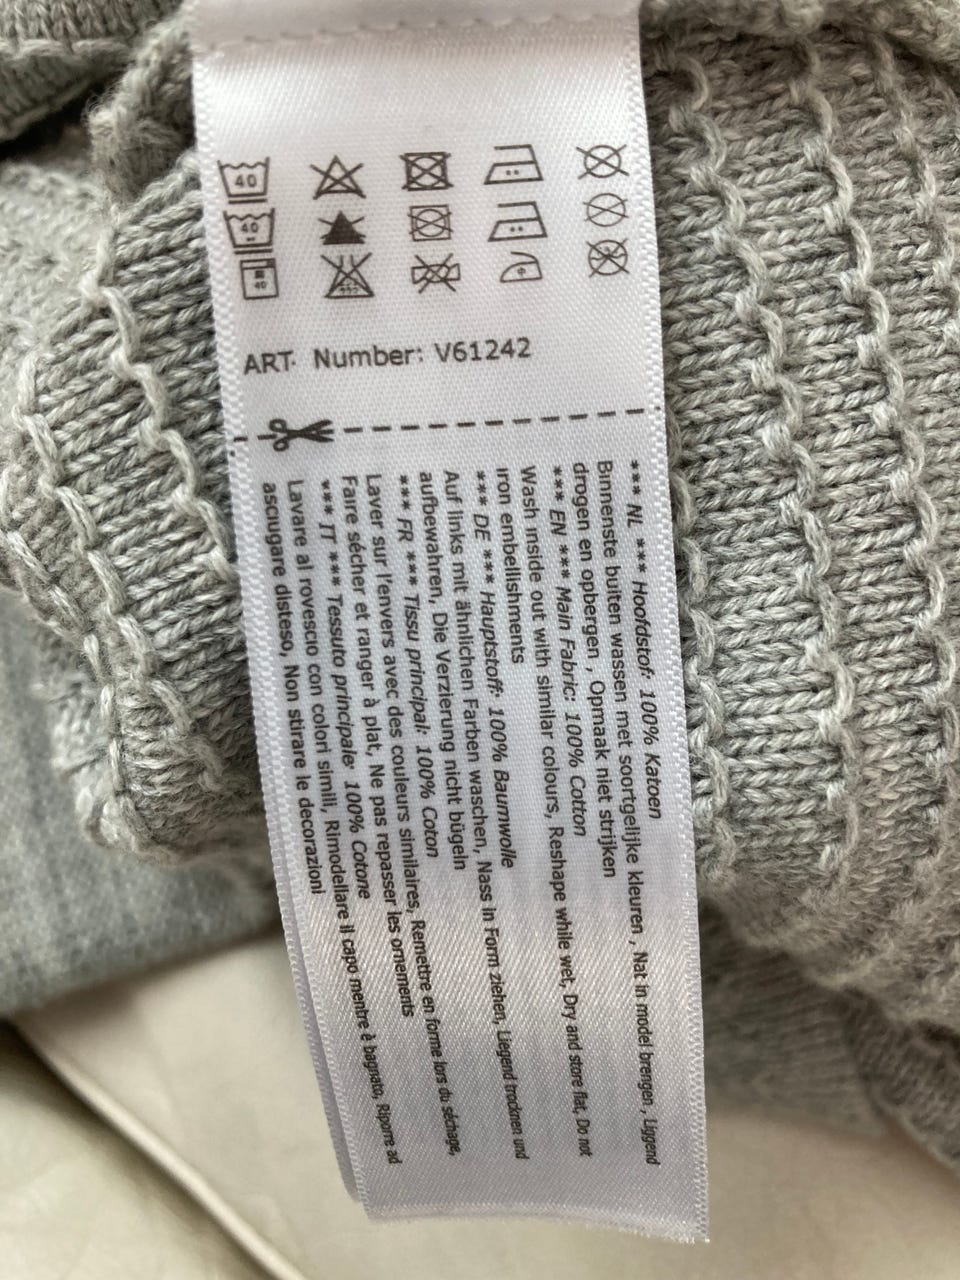 40
40
40
ART. Number: V61242
*** NL *** Hoofdstof: 100% Katoen
Binnenste buiten wassen met soortgelijke kleuren , Nat in model brengen , Liggend
drogen en opbergen , Opmaak niet strijken
*** EN *** Main Fabric: 100% Cotton
Wash inside out with similar colours, Reshape while wet, Dry and store flat, Do not
iron embellishments
*** DE *** Hauptstoff: 100% Baumwolle
Auf links mit ähnlichen Farben waschen, Nass in Form ziehen, Liegend trocknen und
aufbewahren, Die Verzierung nicht bügeln
*** FR *** Tissu principal: 100% Coton
Laver sur l'envers avec des couleurs similaires, Remettre en forme lors du séchage,
Faire sécher et ranger à plat, Ne pas repasser les ornements
*** IT *** Tessuto principale: 100% Cotone
Lavare al rovescio con colori simili, Rimodellare il capo mentre è bagnato, Riporre ad
asciugare disteso, Non stirare le decorazioni